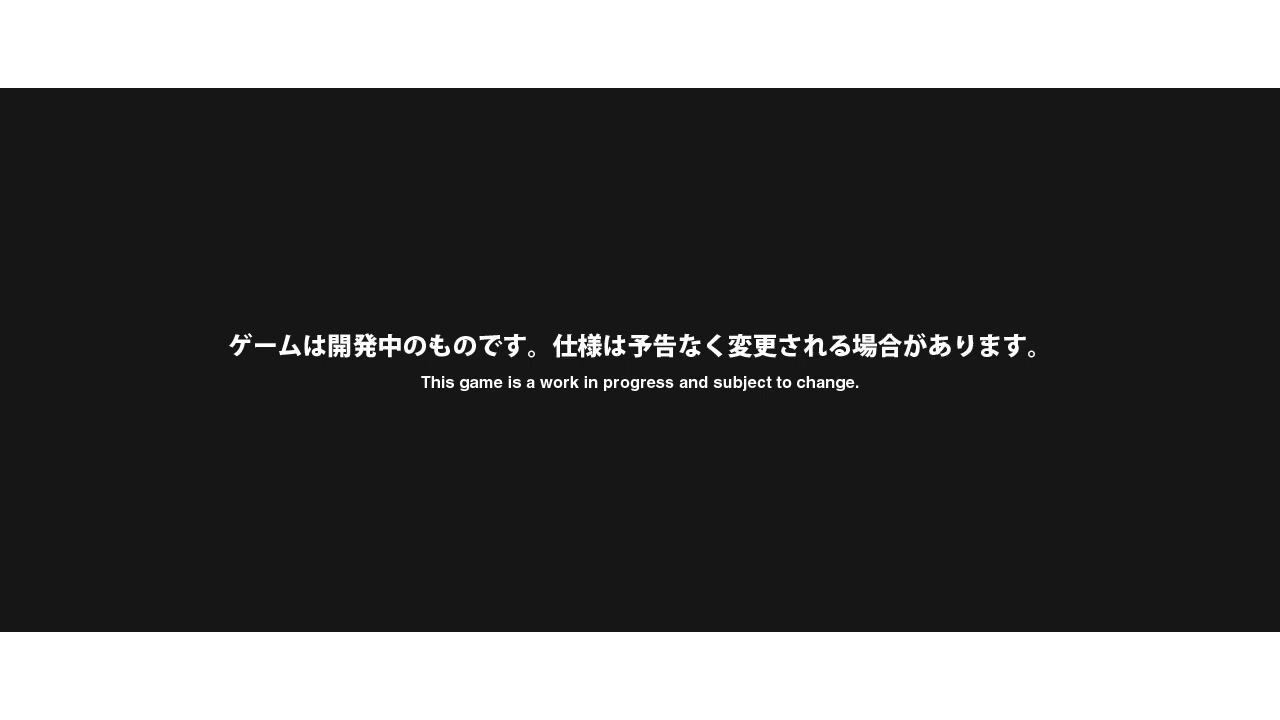 ゲームは開発中のものです。仕様は予告なく変更される場合があります。
This game is a work in progress and subject to change.